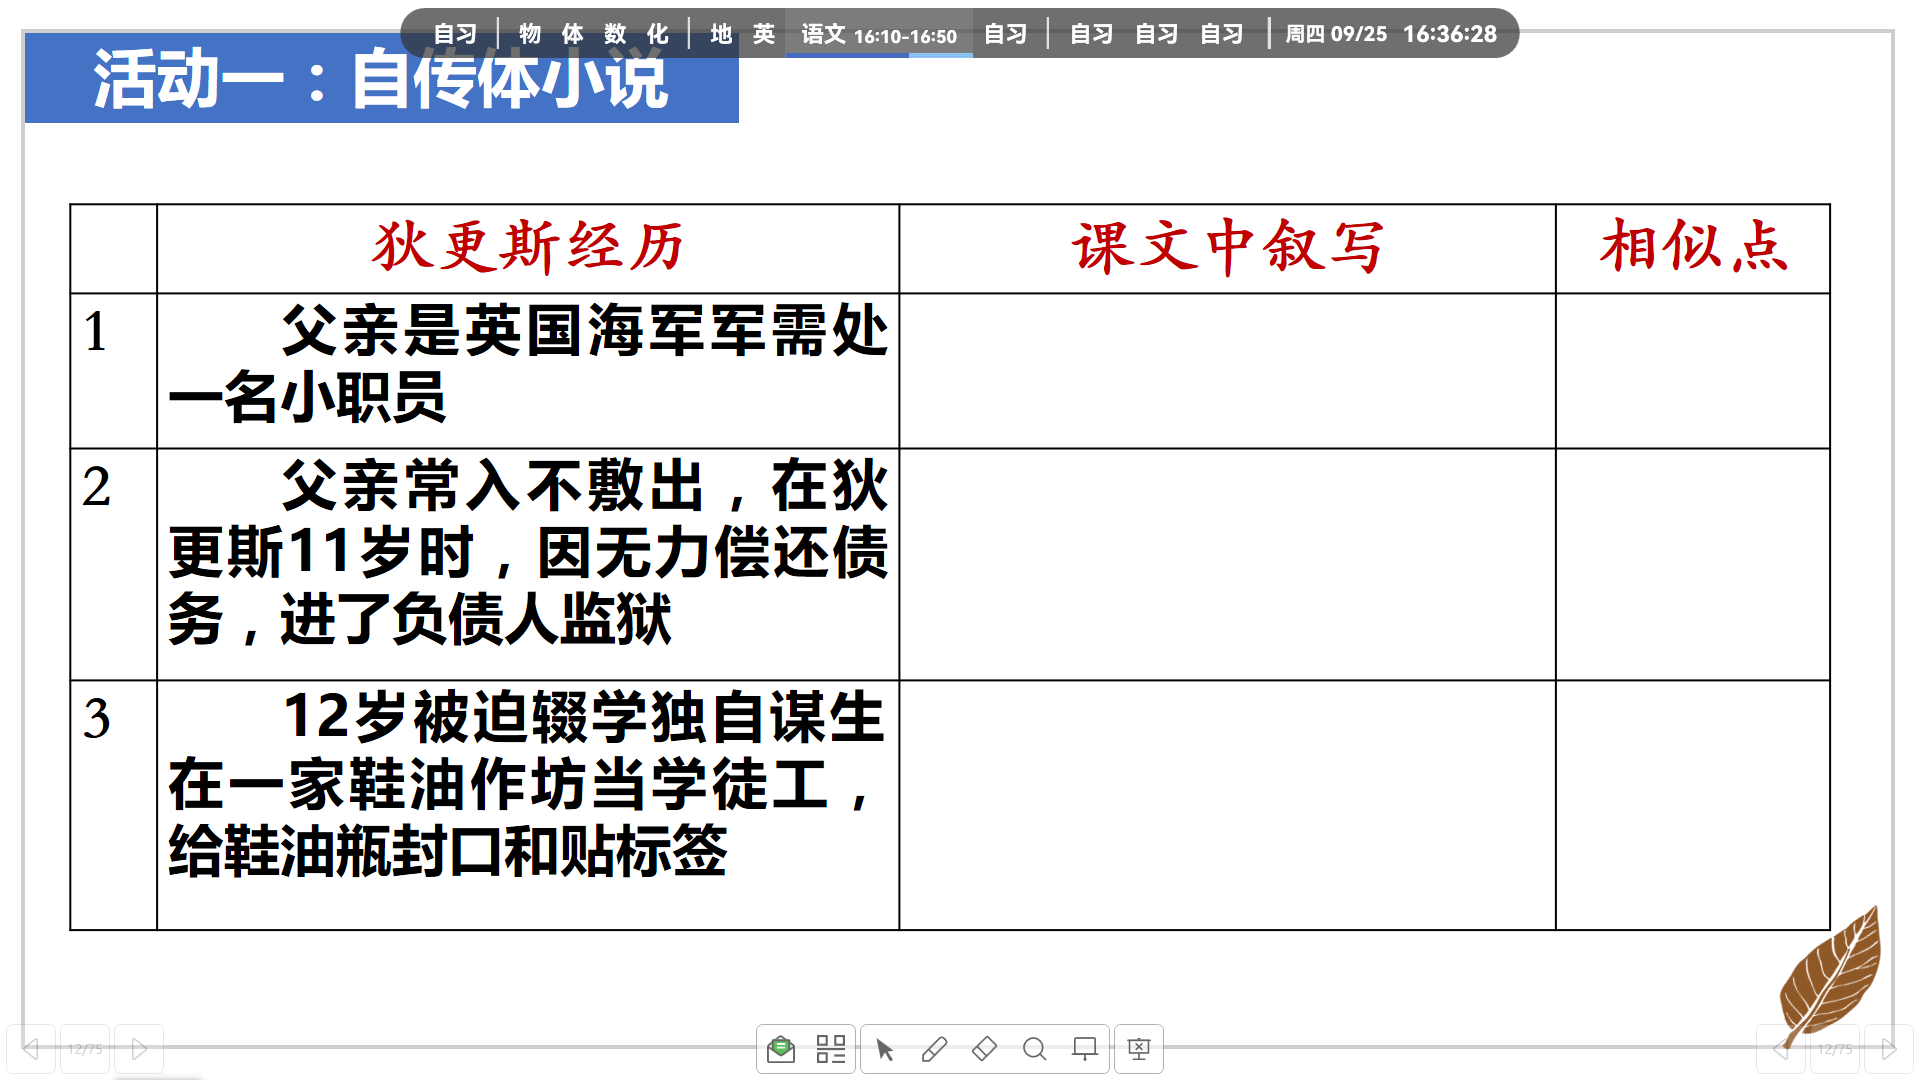 自习 物 体 数 化 地 英 语文 16:10-16:50 自习 自习 自习 自习 周四 09/25 16:36:28
活动一：自传体小说
狄更斯经历 课文中叙写 相似点
1
父亲是英国海军军需处
一名小职员
2
父亲常入不敷出，在狄
更斯11岁时，因无力偿还债
务，进了负债人监狱
3
12岁被迫辍学独自谋生
在一家鞋油作坊当学徒工，
给鞋油瓶封口和贴标签
12/75 12/75